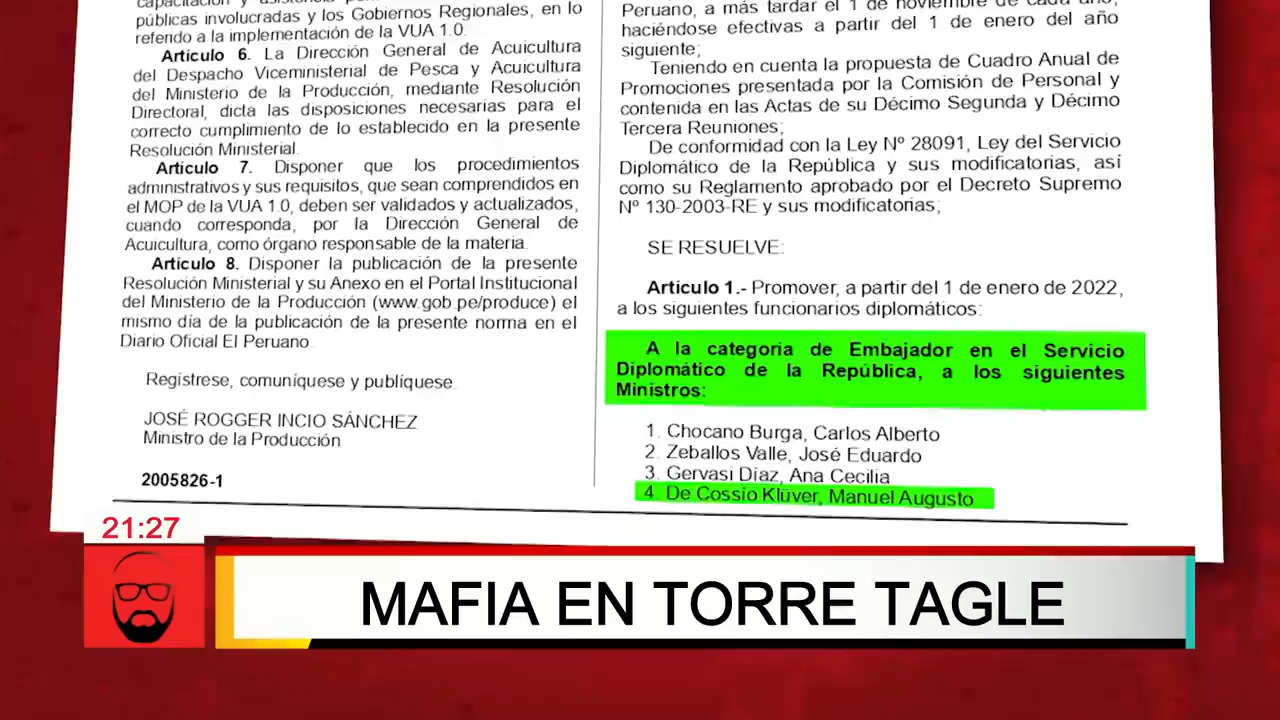 públicas involucradas y los Gobiernos Regionales, en lo
referido a la implementación de la VUA 1.0.
Artículo 6. La Dirección General de Acuicultura
del Despacho Viceministerial de Pesca y Acuicultura
del Ministerio de la Producción, mediante Resolución
Directoral, dicta las disposiciones necesarias para el
correcto cumplimiento de lo establecido en la presente
Resolución Ministerial.
Artículo 7. Disponer que los procedimientos
administrativos y sus requisitos, que sean comprendidos en
el MOP de la VUA 1.0, deben ser validados y actualizados,
cuando corresponda, por la Dirección General de
Acuicultura, como órgano responsable de la materia.
Artículo 8. Disponer la publicación de la presente
Resolución Ministerial y su Anexo en el Portal Institucional
del Ministerio de la Producción (www.gob.pe/produce) el
mismo día de la publicación de la presente norma en el
Diario Oficial El Peruano
Regístrese, comuníquese y publíquese.
JOSÉ ROGGER INCIO SÁNCHEZ
Ministro de la Producción
2005826-1
Peruano, a más tardar el 1 de noviembre de cada año,
haciéndose efectivas a partir del 1 de enero del año
siguiente;
Teniendo en cuenta la propuesta de Cuadro Anual de
Promociones presentada por la Comisión de Personal y
contenida en las Actas de su Décimo Segunda y Décimo
Tercera Reuniones;
De conformidad con la Ley Nº 28091, Ley del Servicio
Diplomático de la República y sus modificatorias, así
como su Reglamento aprobado por el Decreto Supremo
Nº 130-2003-RE y sus modificatorias;
SE RESUELVE:
Artículo 1.- Promover, a partir del 1 de enero de 2022,
a los siguientes funcionarios diplomáticos:
A la categoría de Embajador en el Servicio
Diplomático de la República, a los siguientes
Ministros:
1. Chocano Burga, Carlos Alberto
2. Zeballos Valle, José Eduardo
3. Gervasi Díaz, Ana Cecilia
4. De Cossío Klüver, Manuel Augusto
21:27
MAFIA EN TORRE TAGLE